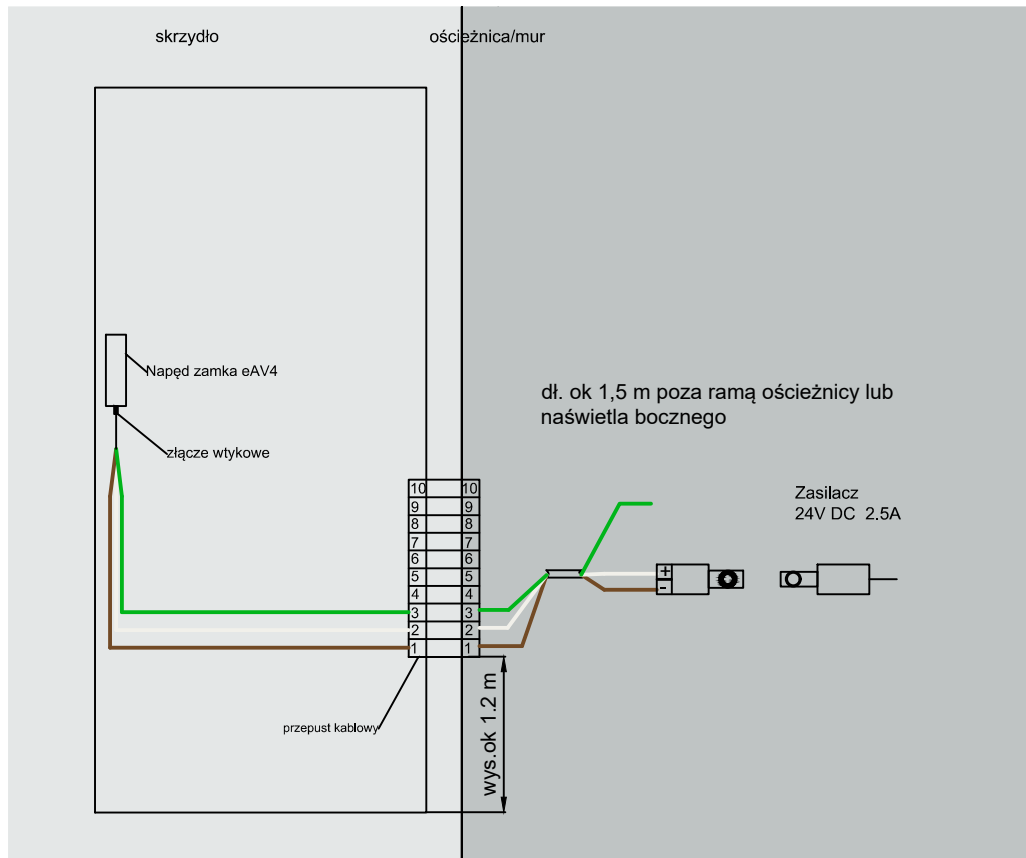 skrzydło
ościeżnica/mur
Napęd zamka eAV4
złącze wtykowe
dł. ok 1,5 m poza ramą ościeżnicy lub
naświetla bocznego
Zasilacz
24V DC 2.5A
10 10
9 9
8 8
7 7
6 6
5 5
4 4
3 3
2 2
1 1
+
-
przepust kablowy
wys.ok 1.2 m